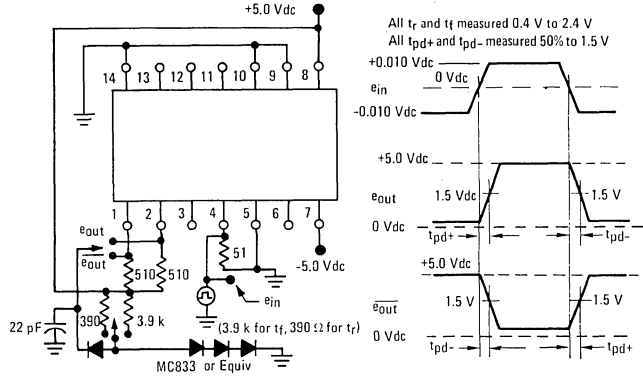 +5.0 Vdc
14 13 12 11 10 9 8
1 2 3 4 5 6 7
eout
eout
510
510
51
-5.0 Vdc
ein
22 pF
390
3.9 k
(3.9 k for tf, 390 Ω for tr)
MC833 or Equiv
All tr and tf measured 0.4 V to 2.4 V
All tpd+ and tpd- measured 50% to 1.5 V
+0.010 Vdc
0 Vdc
ein
-0.010 Vdc
+5.0 Vdc
1.5 Vdc
1.5 V
eout
0 Vdc
tpd+
tpd-
+5.0 Vdc
1.5 V
1.5 V
eout
0 Vdc
tpd-
tpd+